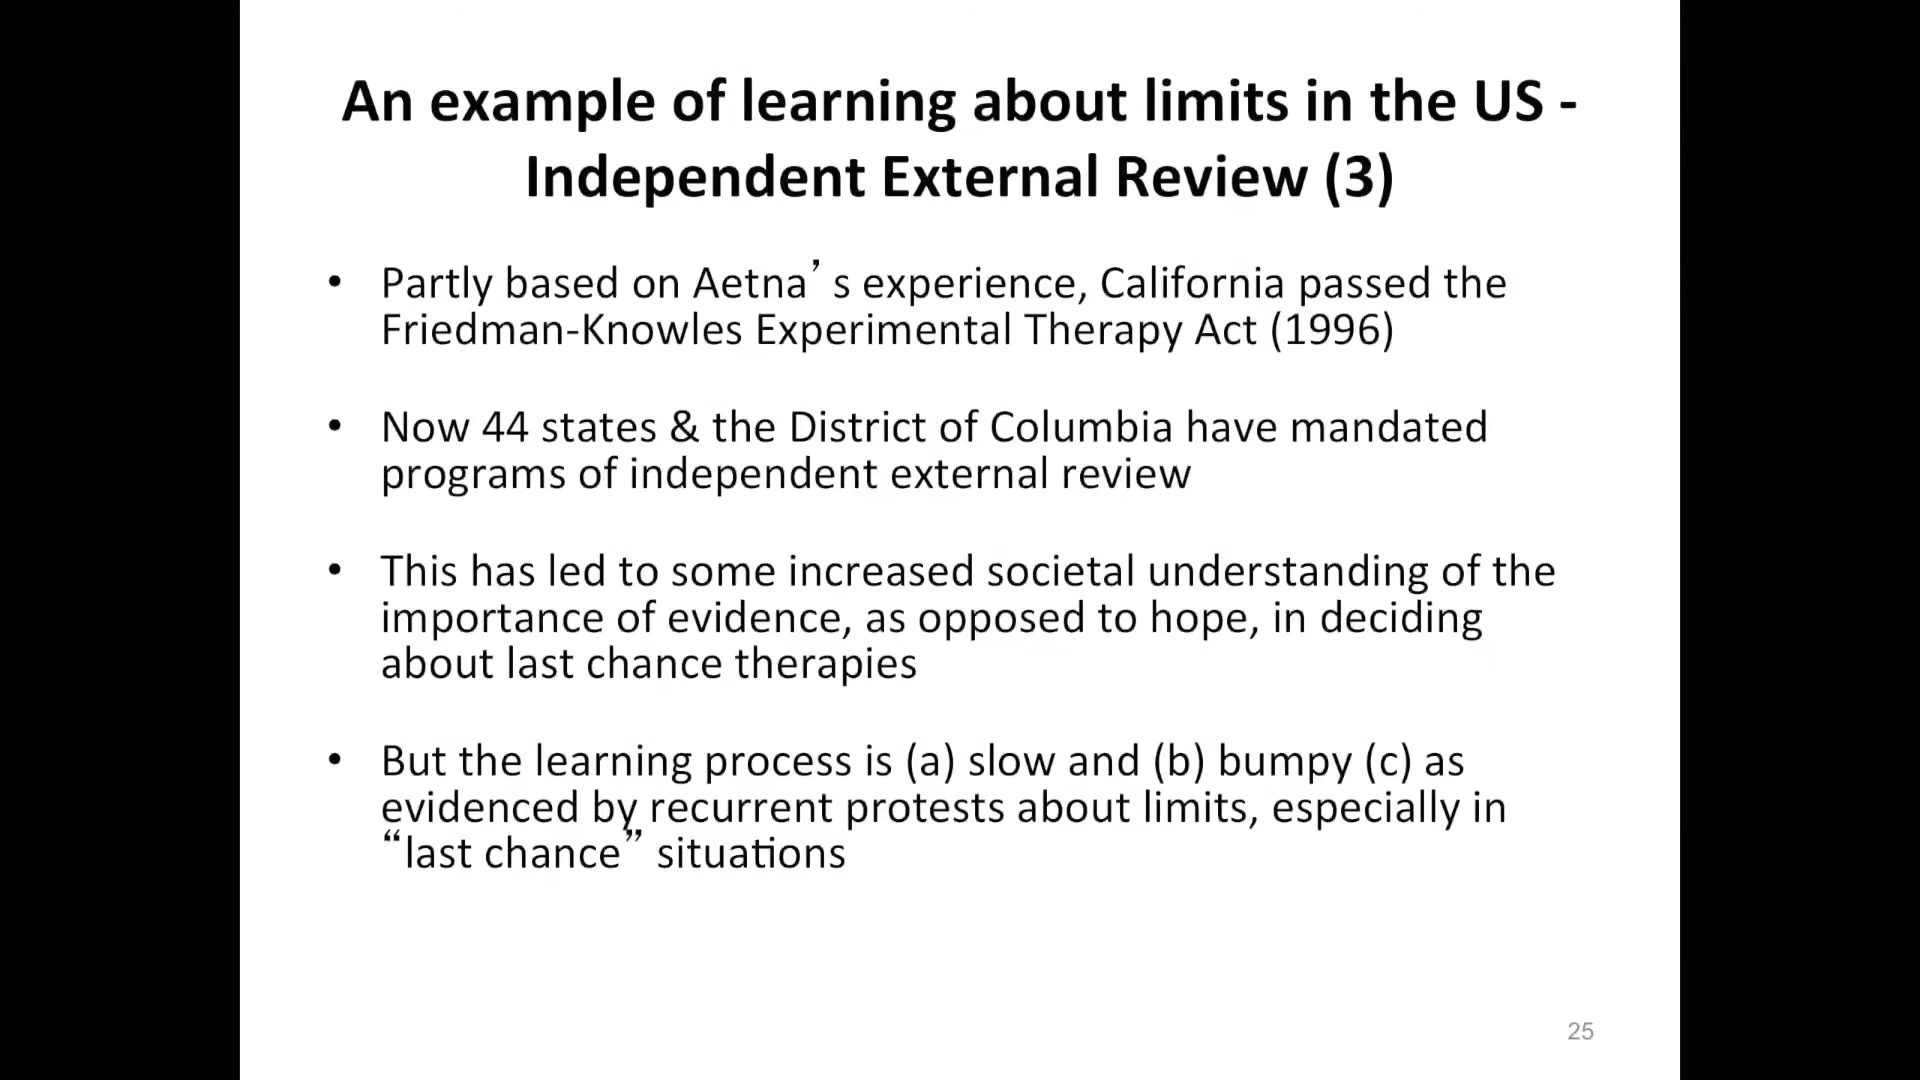 An example of learning about limits in the US -
Independent External Review (3)
• Partly based on Aetna’s experience, California passed the
Friedman-Knowles Experimental Therapy Act (1996)
• Now 44 states & the District of Columbia have mandated
programs of independent external review
• This has led to some increased societal understanding of the
importance of evidence, as opposed to hope, in deciding
about last chance therapies
• But the learning process is (a) slow and (b) bumpy (c) as
evidenced by recurrent protests about limits, especially in
“last chance” situations
25